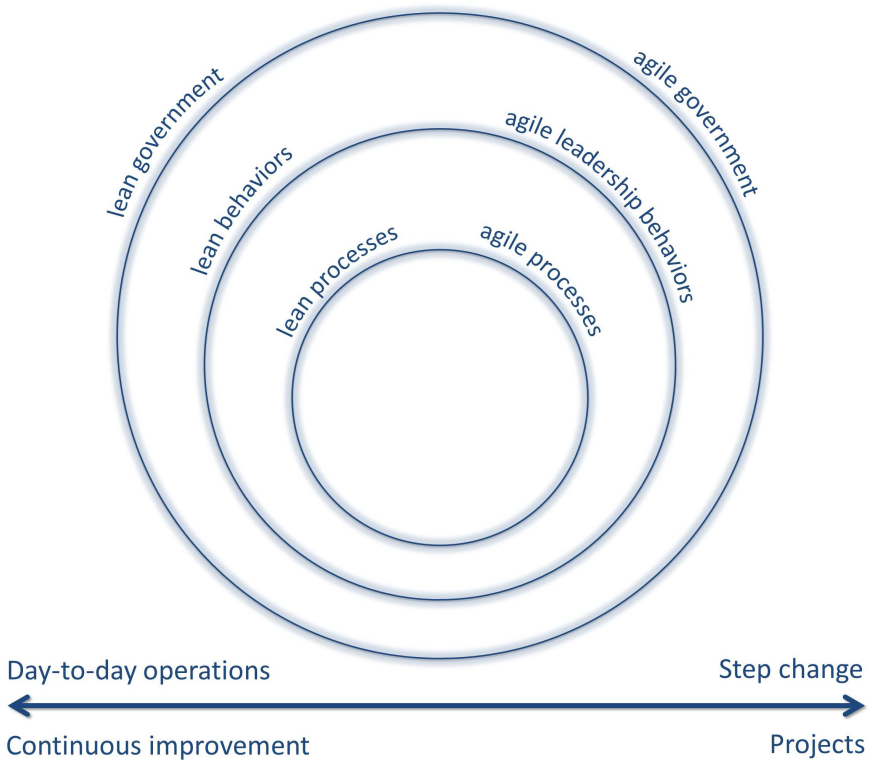 lean government
agile government
lean behaviors
agile leadership behaviors
lean processes
agile processes
Day-to-day operations
Step change
Continuous improvement
Projects